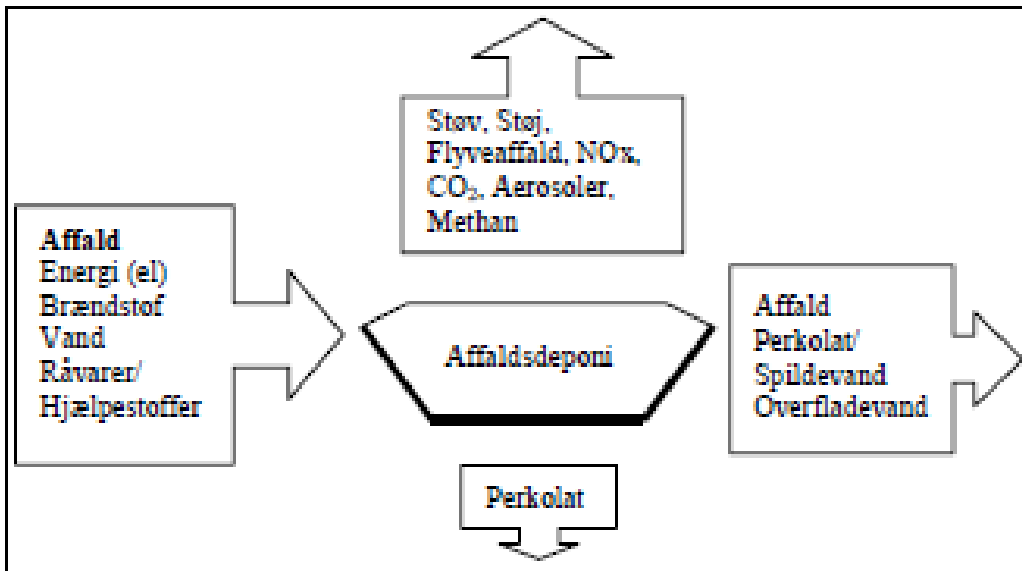 Støv, Støj,
Flyveaffald, NOx,
CO₂, Aerosoler,
Methan
Affald
Energi (el)
Brændstof
Vand
Råvarer/
Hjælpestoffer
Affaldsdeponi
Affald
Perkolat/
Spildevand
Overfladevand
Perkolat